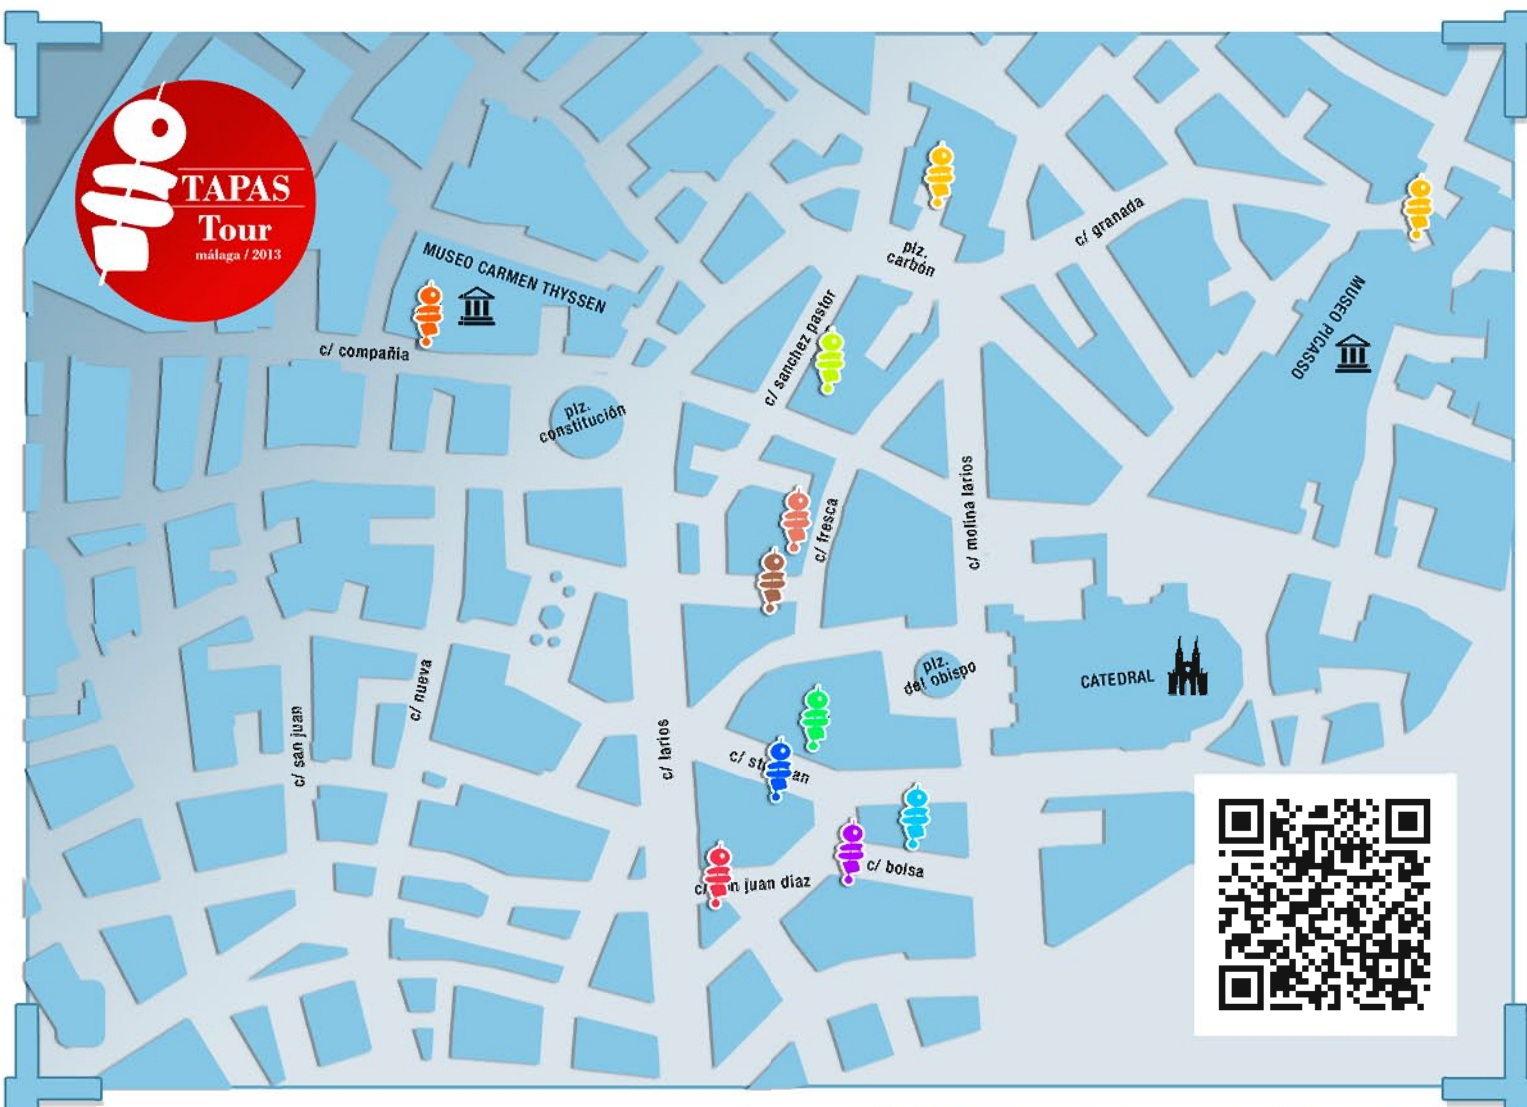 TAPAS
Tour
málaga / 2013
MUSEO CARMEN THYSSEN
c/ compañia
plz.
constitución
c/ sanchez pastor
plz.
carbón
c/ granada
MUSEO PICASSO
c/ fresca
c/ molina larios
c/ san juan
c/ nueva
c/ larios
plz.
del obispo
CATEDRAL
c/
juan diaz
c/ bolsa